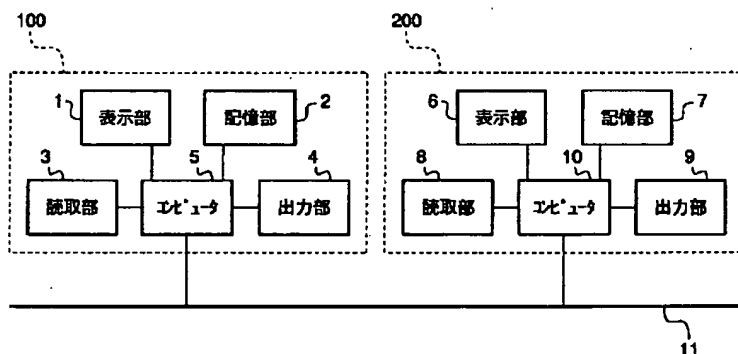 100
200
1
表示部
2
記憶部
6
表示部
7
記憶部
3
読取部
5
コンピュータ
4
出力部
8
読取部
10
コンピュータ
9
出力部
11